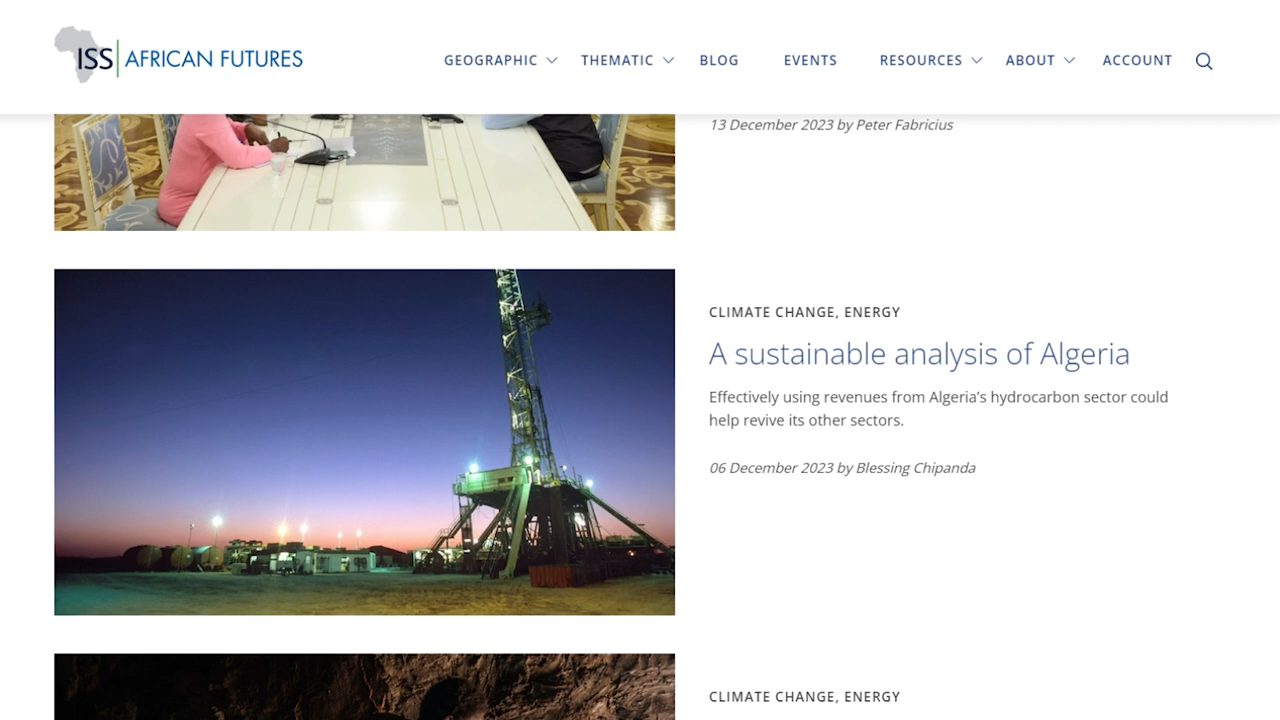 ISS AFRICAN FUTURES
GEOGRAPHIC THEMATIC BLOG EVENTS RESOURCES ABOUT ACCOUNT
13 December 2023 by Peter Fabricius
CLIMATE CHANGE, ENERGY
A sustainable analysis of Algeria
Effectively using revenues from Algeria’s hydrocarbon sector could
help revive its other sectors.
06 December 2023 by Blessing Chipanda
CLIMATE CHANGE, ENERGY